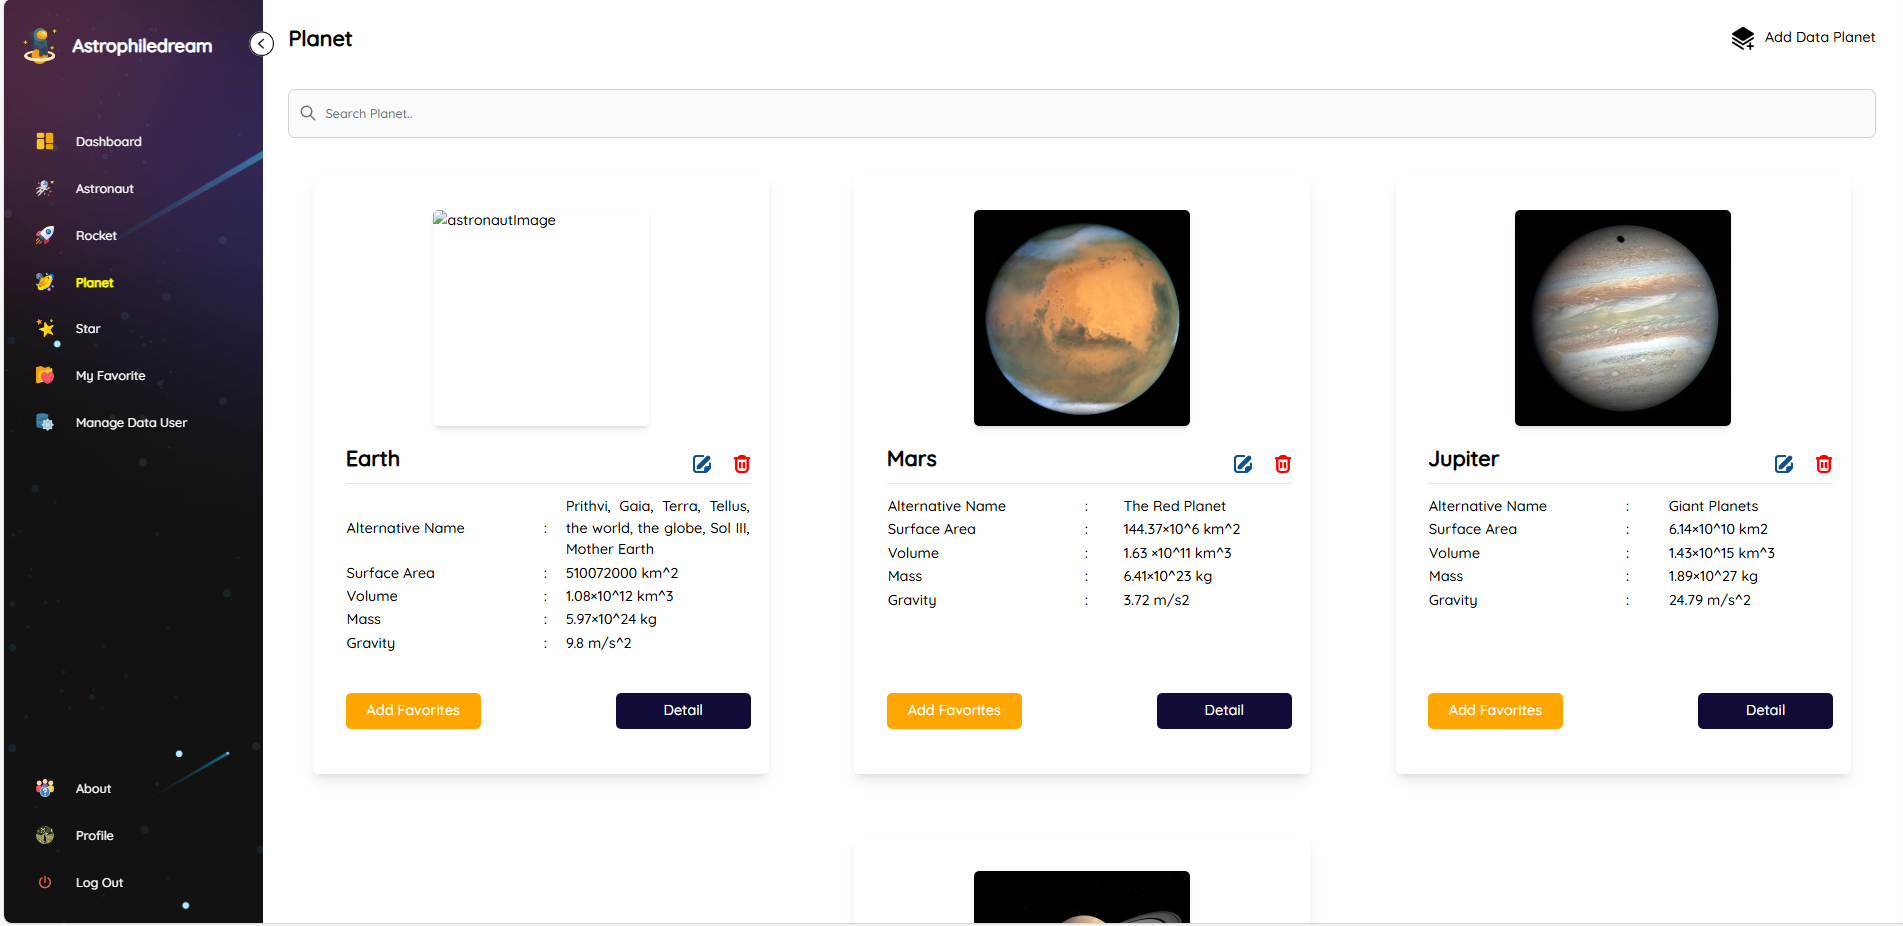 Astrophiledream
Planet
Add Data Planet
Search Planet..
Dashboard
Astronaut
Rocket
Planet
Star
My Favorite
Manage Data User
About
Profile
Log Out
astronautImage
Earth
Alternative Name : Prithvi, Gaia, Terra, Tellus,
the world, the globe, Sol III,
Mother Earth
Surface Area : 510072000 km^2
Volume : 1.08×10^12 km^3
Mass : 5.97×10^24 kg
Gravity : 9.8 m/s^2
Add Favorites
Detail
Mars
Alternative Name : The Red Planet
Surface Area : 144.37×10^6 km^2
Volume : 1.63 ×10^11 km^3
Mass : 6.41×10^23 kg
Gravity : 3.72 m/s2
Add Favorites
Detail
Jupiter
Alternative Name : Giant Planets
Surface Area : 6.14×10^10 km2
Volume : 1.43×10^15 km^3
Mass : 1.89×10^27 kg
Gravity : 24.79 m/s^2
Add Favorites
Detail